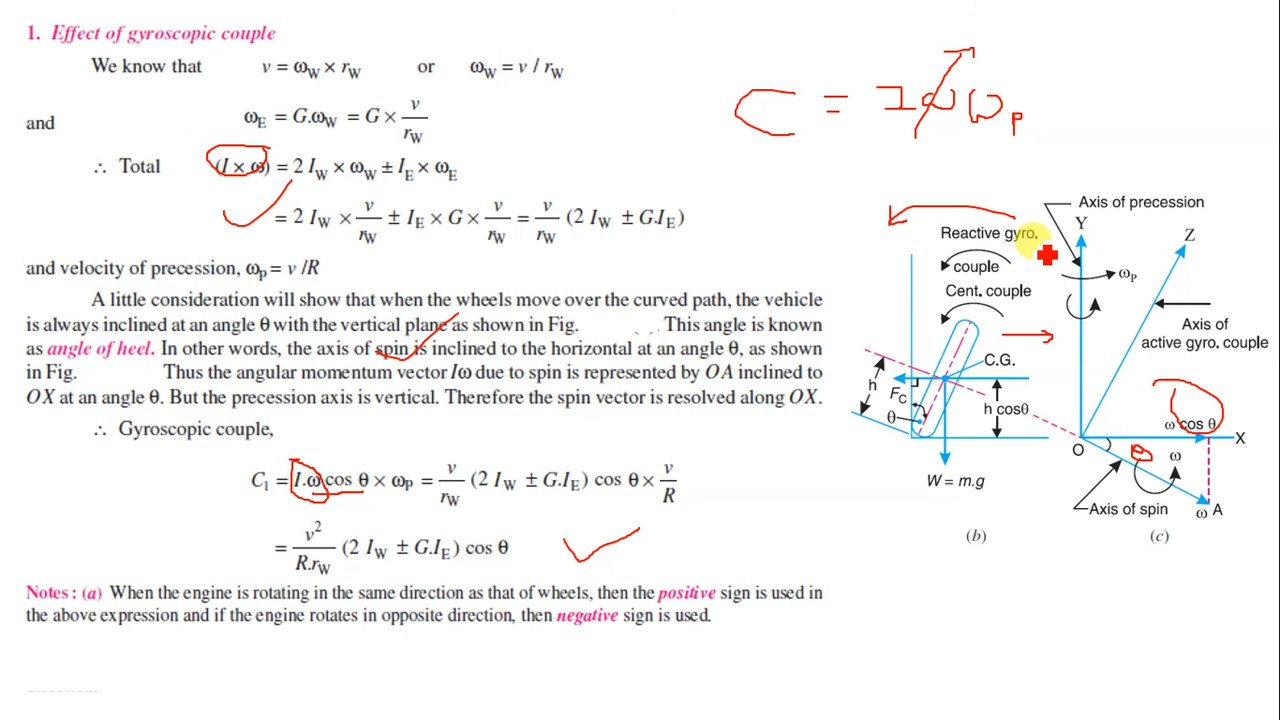 1. Effect of gyroscopic couple
We know that v = ωW × rW or ωW = v / rW
and ωE = G.ωW = G × v/rW
∴ Total (I × ω) = 2 IW × ωW ± IE × ωE
= 2 IW × v/rW ± IE × G × v/rW = v/rW (2 IW ± G.IE)
and velocity of precession, ωP = v /R
A little consideration will show that when the wheels move over the curved path, the vehicle
is always inclined at an angle θ with the vertical plane as shown in Fig. This angle is known
as angle of heel. In other words, the axis of spin is inclined to the horizontal at an angle θ, as shown
in Fig. Thus the angular momentum vector Iω due to spin is represented by OA inclined to
OX at an angle θ. But the precession axis is vertical. Therefore the spin vector is resolved along OX.
∴ Gyroscopic couple,
C1 = I.ω cos θ × ωP = v/rW (2 IW ± G.IE) cos θ × v/R
= v²/R.rW (2 IW ± G.IE) cos θ
Notes : (a) When the engine is rotating in the same direction as that of wheels, then the positive sign is used in
the above expression and if the engine rotates in opposite direction, then negative sign is used.
C = I ω ωp
Axis of precession
Y
Z
Reactive gyro.
couple
Cent. couple
ωP
Axis of
active gyro, couple
C.G.
h
FC
θ
h cosθ
ω cos θ
X
O
θ
ω
W = m.g
Axis of spin
ω A
(b)
(c)